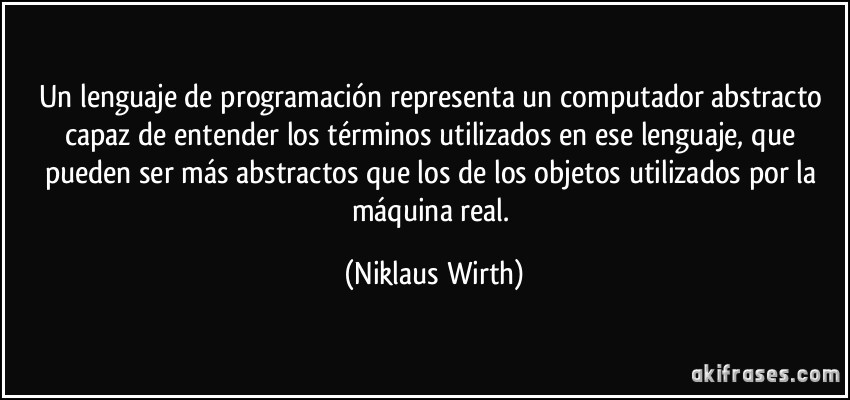 Un lenguaje de programación representa un computador abstracto
capaz de entender los términos utilizados en ese lenguaje, que
pueden ser más abstractos que los de los objetos utilizados por la
máquina real.
(Niklaus Wirth)
akifrases.com